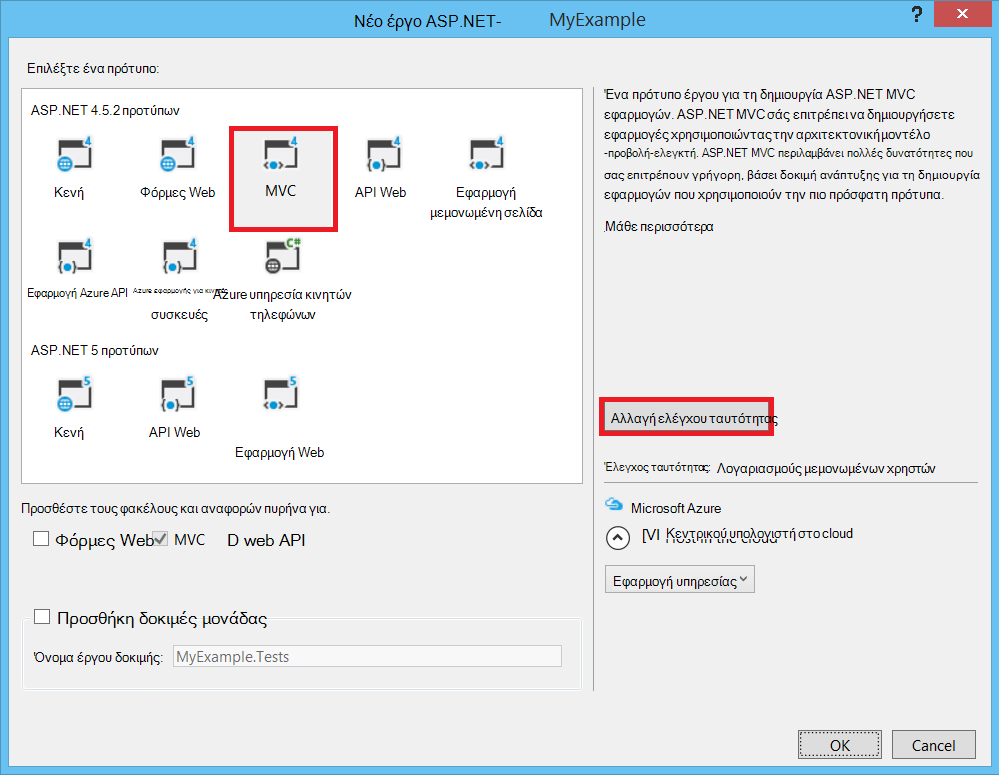 Νέο έργο ASP.NET- MyExample
?
Επιλέξτε ένα πρότυπο:
ASP.NET 4.5.2 προτύπων
Κενή
Φόρμες Web
MVC
API Web
Εφαρμογή
μεμονωμένη σελίδα
Εφαρμογή Azure API
Azure εφαρμογής για
συσκευές
Azure υπηρεσία κινητών
τηλεφώνων
ASP.NET 5 προτύπων
Κενή
API Web
Εφαρμογή Web
Προσθέστε τους φακέλους και αναφορών πυρήνα για.
Φόρμες Web MVC D web API
Προσθήκη δοκιμές μονάδας
Όνομα έργου δοκιμής: MyExample.Tests
Ένα πρότυπο έργου για τη δημιουργία ASP.NET MVC
εφαρμογών. ASP.NET MVC σάς επιτρέπει να δημιουργήσετε
εφαρμογές χρησιμοποιώντας την αρχιτεκτονική μοντέλο
-προβολή-ελεγκτή. ASP.NET MVC περιλαμβάνει πολλές δυνατότητες που
σας επιτρέπουν γρήγορη, βάσει δοκιμή ανάπτυξης για τη δημιουργία
εφαρμογών που χρησιμοποιούν την πιο πρόσφατη πρότυπα.
Μάθε περισσότερα
Αλλαγή ελέγχου ταυτότητας
Έλεγχος ταυτότητας: Λογαριασμούς μεμονωμένων χρηστών
Microsoft Azure
[VI Κεντρικού υπολογιστή στο cloud
Host in the cloud
Εφαρμογή υπηρεσίας
OK
Cancel